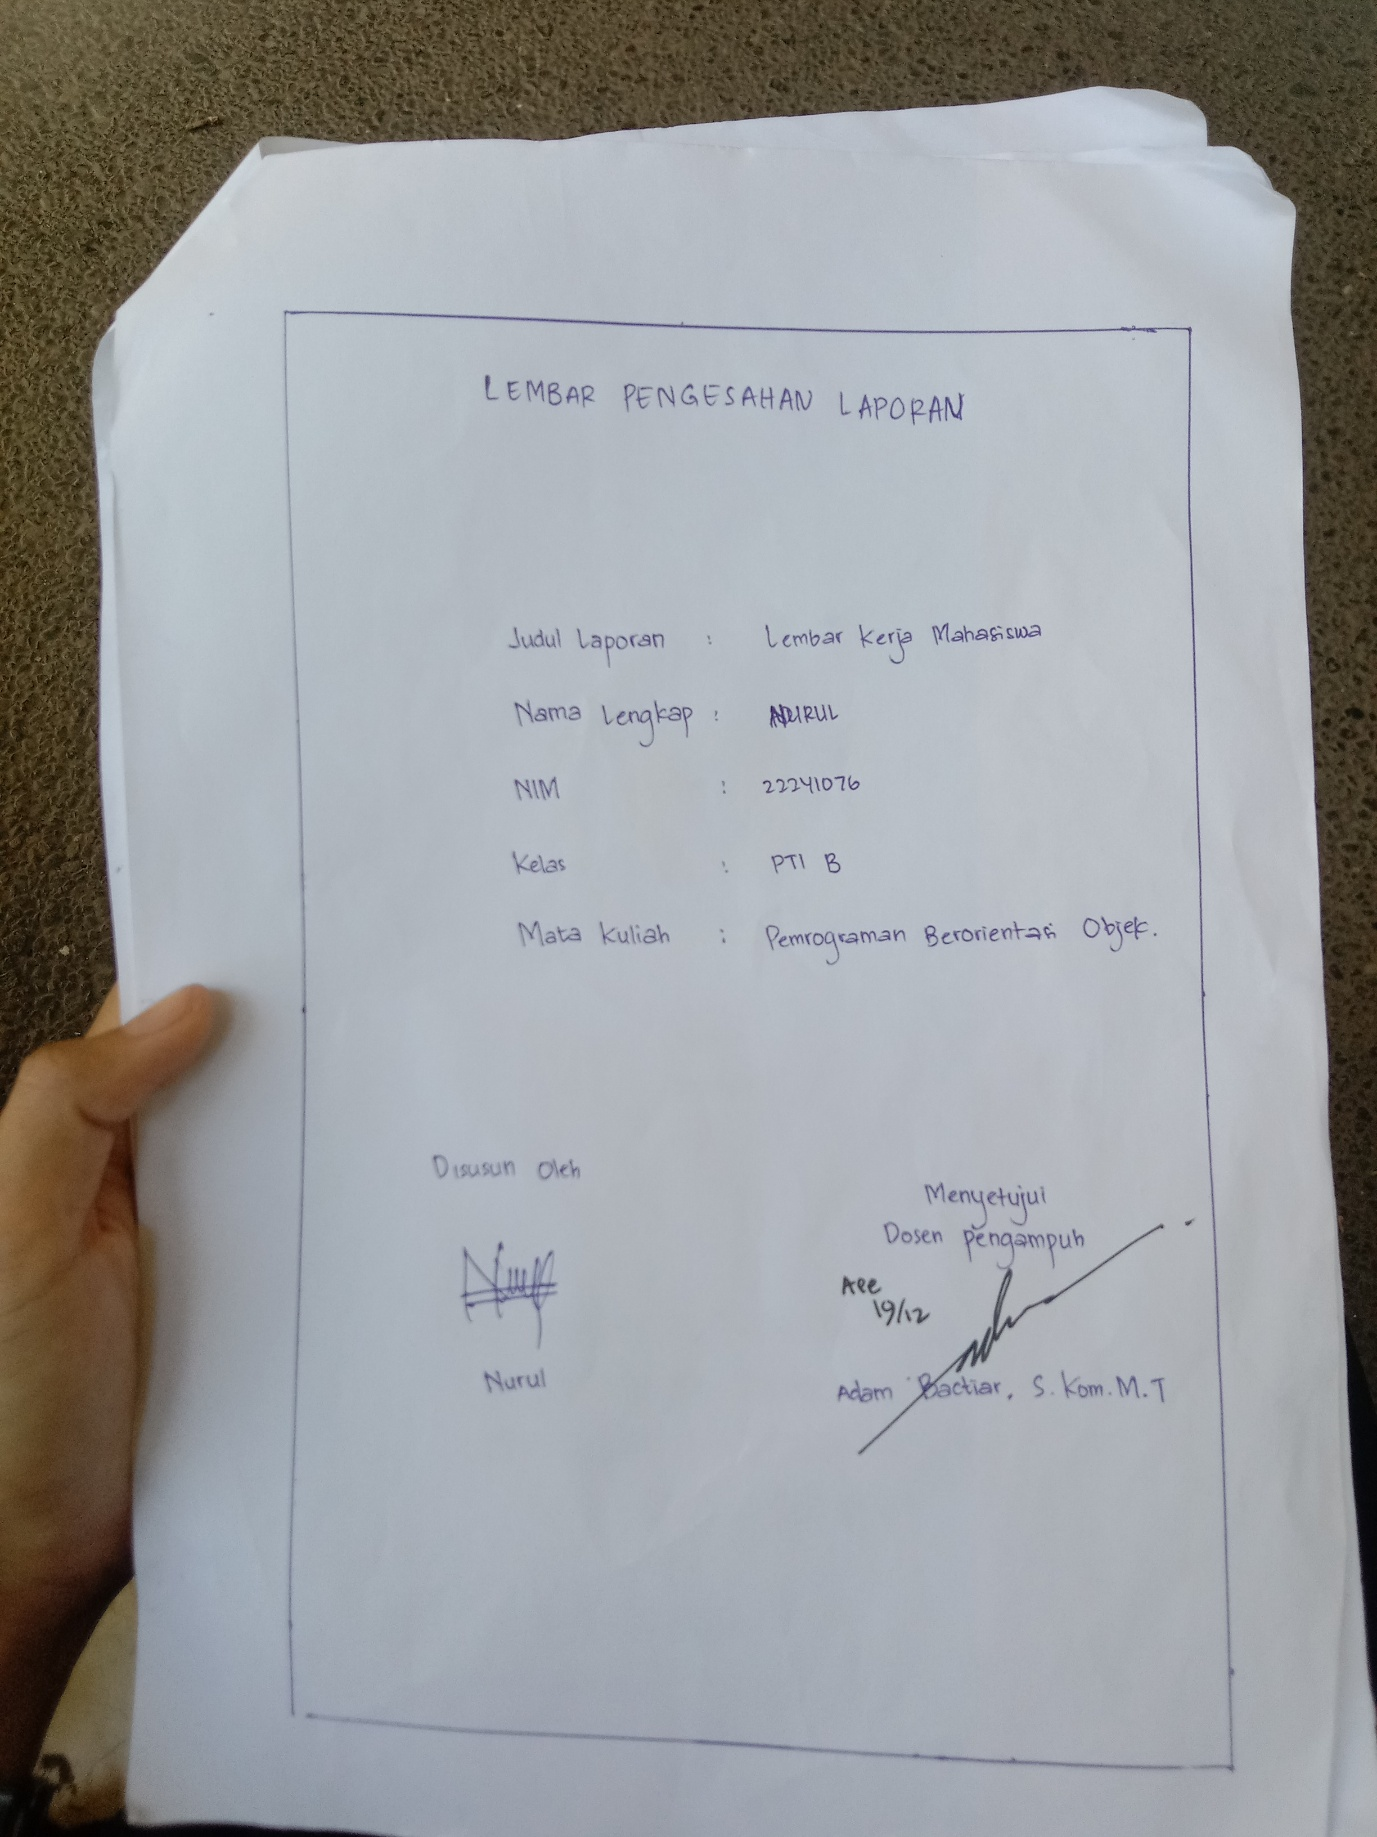 LEMBAR PENGESAHAN LAPORAN
Judul Laporan : Lembar Kerja Mahasiswa
Nama Lengkap : NURUL
NIM : 22241076
Kelas : PTI B
Mata Kuliah : Pemrograman Berorientasi Objek.
Disusun Oleh
Nurul
Menyetujui
Dosen Pengampuh
Acc
19/12
Adam Bactiar, S. Kom. M. T